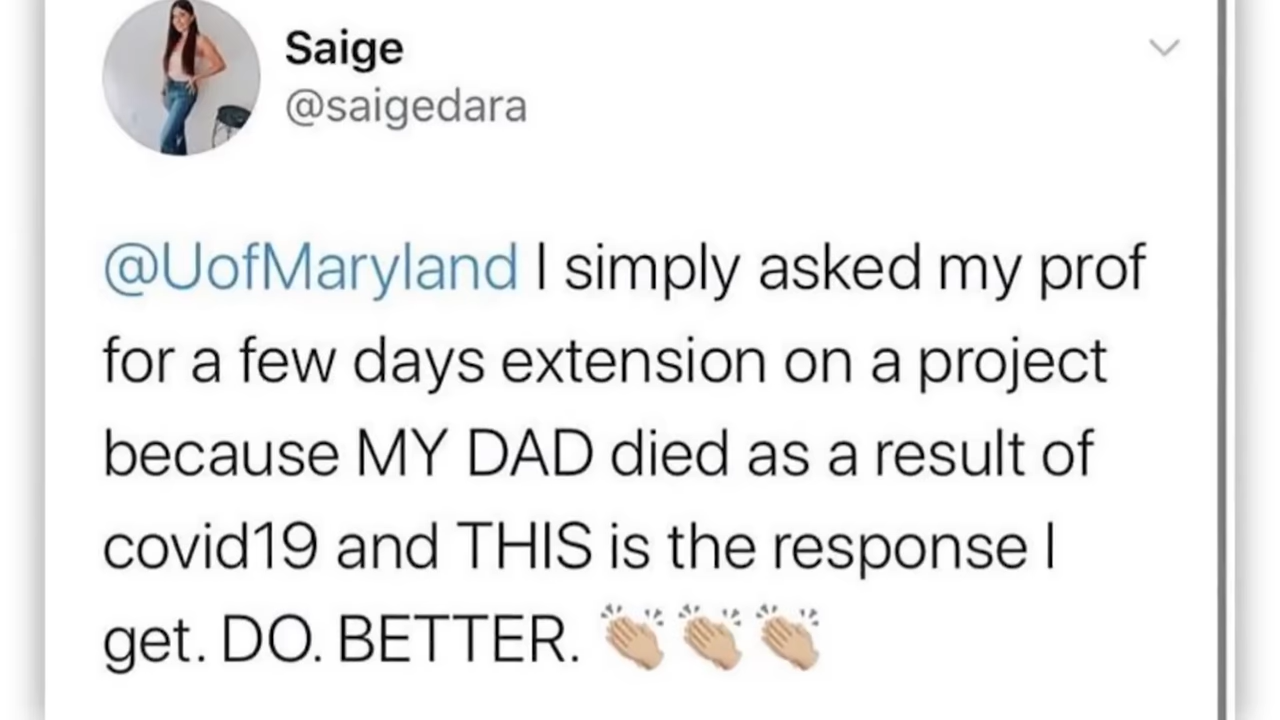 Saige
@saigedara
@UofMaryland I simply asked my prof
for a few days extension on a project
because MY DAD died as a result of
covid19 and THIS is the response I
get. DO. BETTER. 👏🏼👏🏼👏🏼